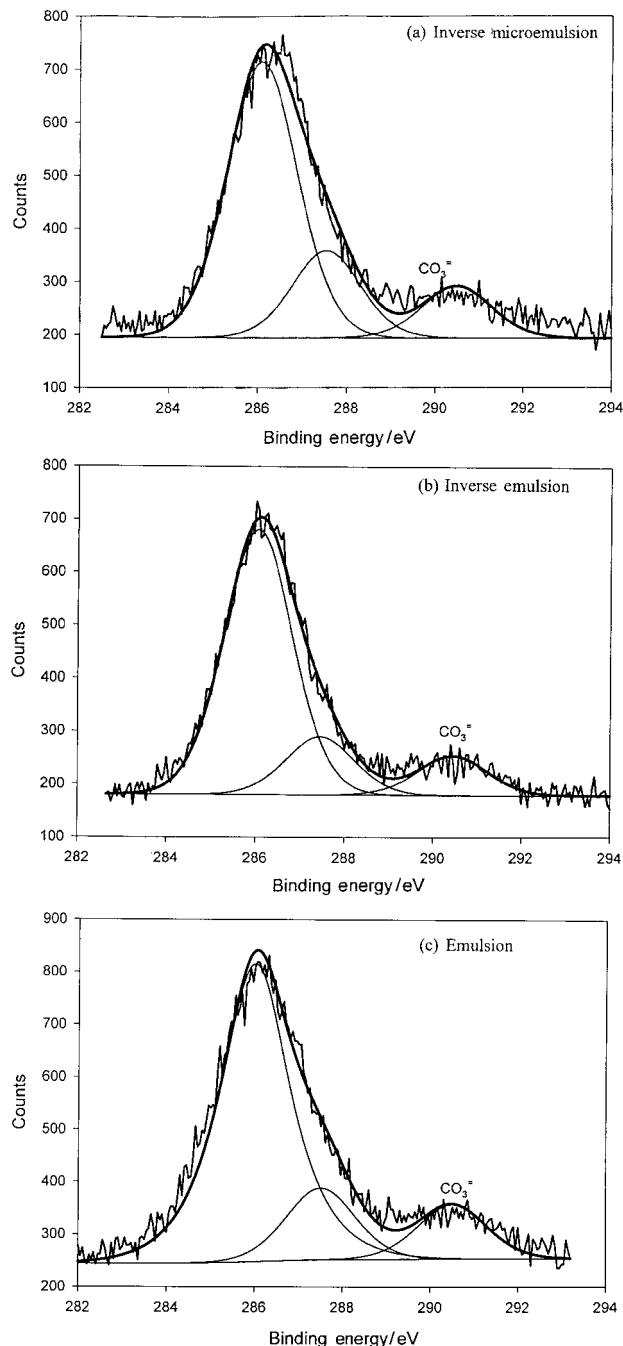 (a) Inverse microemulsion
800
700
600
500
400
300
200
100
Counts
CO₃⁼
282 284 286 288 290 292 294
Binding energy/eV
(b) Inverse emulsion
800
700
600
500
400
300
200
100
Counts
CO₃⁼
282 284 286 288 290 292 294
Binding energy/eV
(c) Emulsion
900
800
700
600
500
400
300
200
Counts
CO₃⁼
282 284 286 288 290 292 294
Binding energy/eV